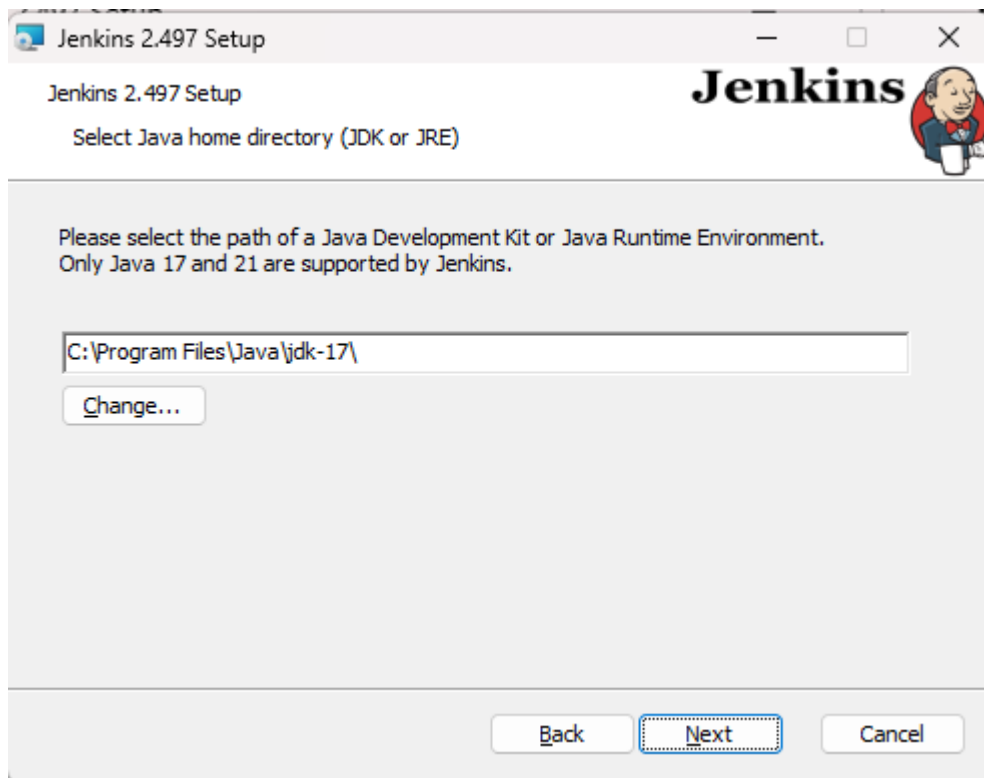 Jenkins 2.497 Setup
Jenkins 2.497 Setup
Jenkins
Select Java home directory (JDK or JRE)
Please select the path of a Java Development Kit or Java Runtime Environment.
Only Java 17 and 21 are supported by Jenkins.
C:\Program Files\Java\jdk-17\
Change...
Back
Next
Cancel